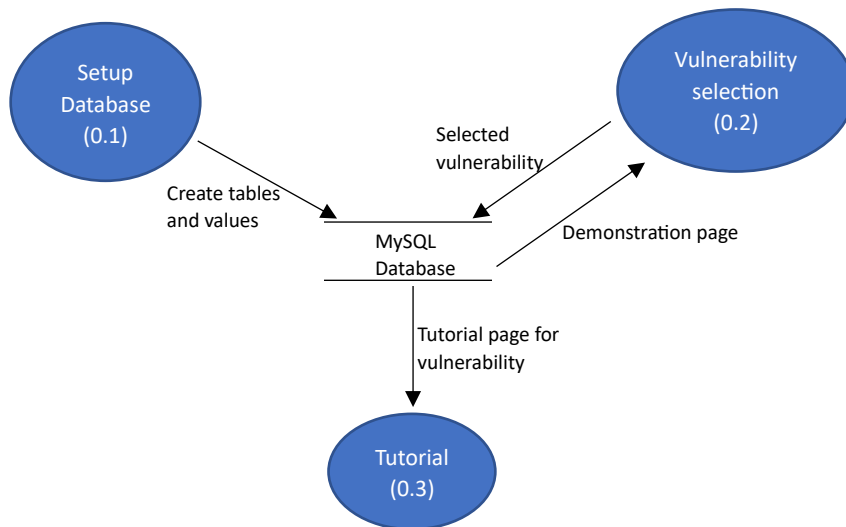 Setup
Database
(0.1)
Vulnerability
selection
(0.2)
Selected
vulnerability
Create tables
and values
MySQL
Database
Demonstration page
Tutorial page for
vulnerability
Tutorial
(0.3)